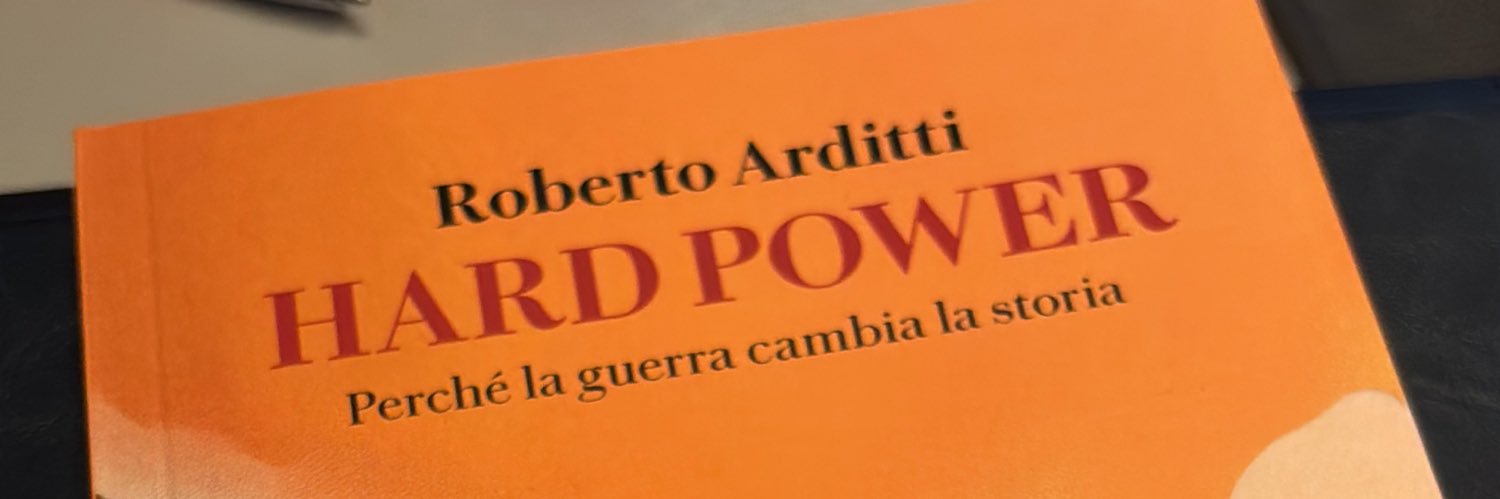 Roberto Arditti
HARD POWER
Perché la guerra cambia la storia